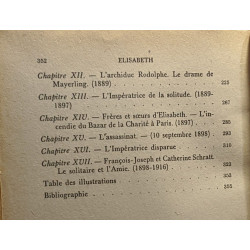 352 ELISABETH
Chapitre XII. — L'archiduc Rodolphe. Le drame de
Mayerling. (1889)
Chapitre XIII. — L'Impératrice de la solitude. (1889-
1897)
Chapitre XIV. — Frères et sœurs d'Elisabeth. — L'in-
cendie du Bazar de la Charité à Paris. (1897)
Chapitre XV. — L'assassinat. — (10 septembre 1898)
Chapitre XVI. — L'Impératrice disparue
Chapitre XVII. — François-Joseph et Catherine Schratt.
Le solitaire et l'Amie. (1898-1916)
Table des illustrations
Bibliographie